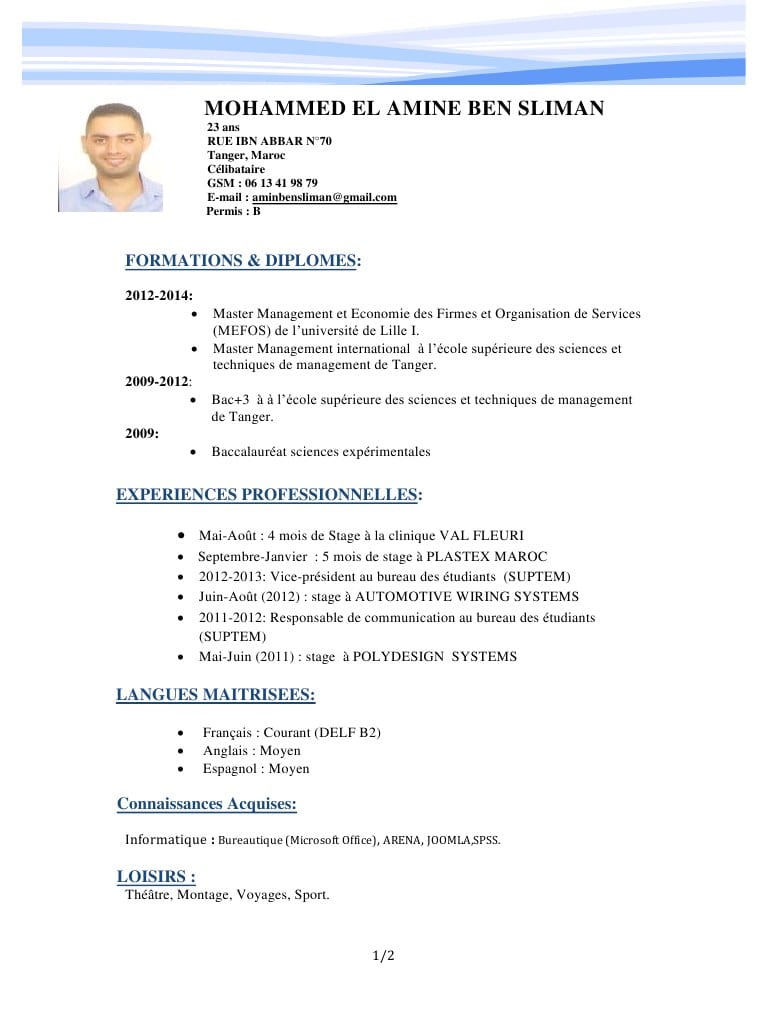 MOHAMMED EL AMINE BEN SLIMAN
23 ans
RUE IBN ABBAR N°70
Tanger, Maroc
Célibataire
GSM : 06 13 41 98 79
E-mail : aminbensliman@gmail.com
Permis : B
FORMATIONS & DIPLOMES:
2012-2014:
• Master Management et Economie des Firmes et Organisation de Services
(MEFOS) de l’université de Lille I.
• Master Management international à l’école supérieure des sciences et
techniques de management de Tanger.
2009-2012:
• Bac+3 à à l’école supérieure des sciences et techniques de management
de Tanger.
2009:
• Baccalauréat sciences expérimentales
EXPERIENCES PROFESSIONNELLES:
• Mai-Août : 4 mois de Stage à la clinique VAL FLEURI
• Septembre-Janvier : 5 mois de stage à PLASTEX MAROC
• 2012-2013: Vice-président au bureau des étudiants (SUPTEM)
• Juin-Août (2012) : stage à AUTOMOTIVE WIRING SYSTEMS
• 2011-2012: Responsable de communication au bureau des étudiants
(SUPTEM)
• Mai-Juin (2011) : stage à POLYDESIGN SYSTEMS
LANGUES MAITRISEES:
• Français : Courant (DELF B2)
• Anglais : Moyen
• Espagnol : Moyen
Connaissances Acquises:
Informatique : Bureautique (Microsoft Office), ARENA, JOOMLA,SPSS.
LOISIRS :
Théâtre, Montage, Voyages, Sport.
1/2